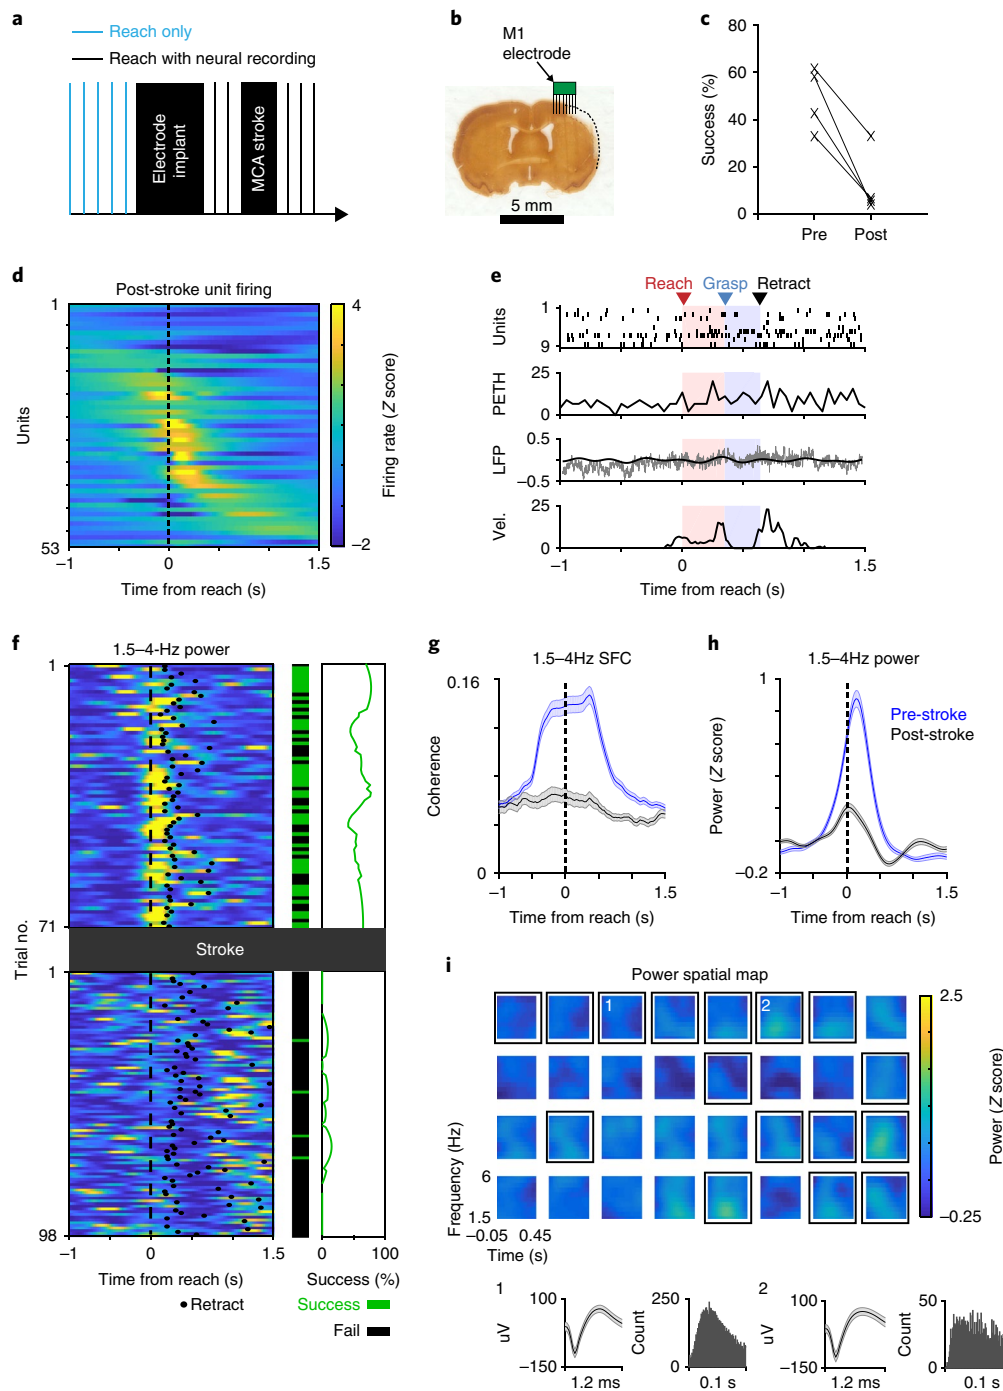 a
Reach only
Reach with neural recording
Electrode
implant
MCA stroke
b
M1
electrode
5 mm
c
80
60
40
20
0
Success (%)
Pre
Post
d
Post-stroke unit firing
1
53
Units
4
–2
Firing rate (Z score)
–1
0
1.5
Time from reach (s)
e
Reach
Grasp
Retract
1
9
Units
25
0
PETH
0.5
–0.5
LFP
25
0
Vel.
–1
0
1.5
Time from reach (s)
f
1.5–4-Hz power
1
71
Trial no.
Stroke
1
98
–1
0
1.5
0
100
Time from reach (s)
Success (%)
Retract
Success
Fail
g
1.5–4Hz SFC
0.16
0
Coherence
–1
0
1.5
Time from reach (s)
h
1.5–4Hz power
1
–0.2
Power (Z score)
Pre-stroke
Post-stroke
–1
0
1.5
Time from reach (s)
i
Power spatial map
1
2
2.5
–0.25
Power (Z score)
Frequency (Hz)
6
1.5
–0.05
0.45
Time (s)
1
100
–150
uV
1.2 ms
250
0
Count
0.1 s
2
100
–150
uV
1.2 ms
50
0
Count
0.1 s